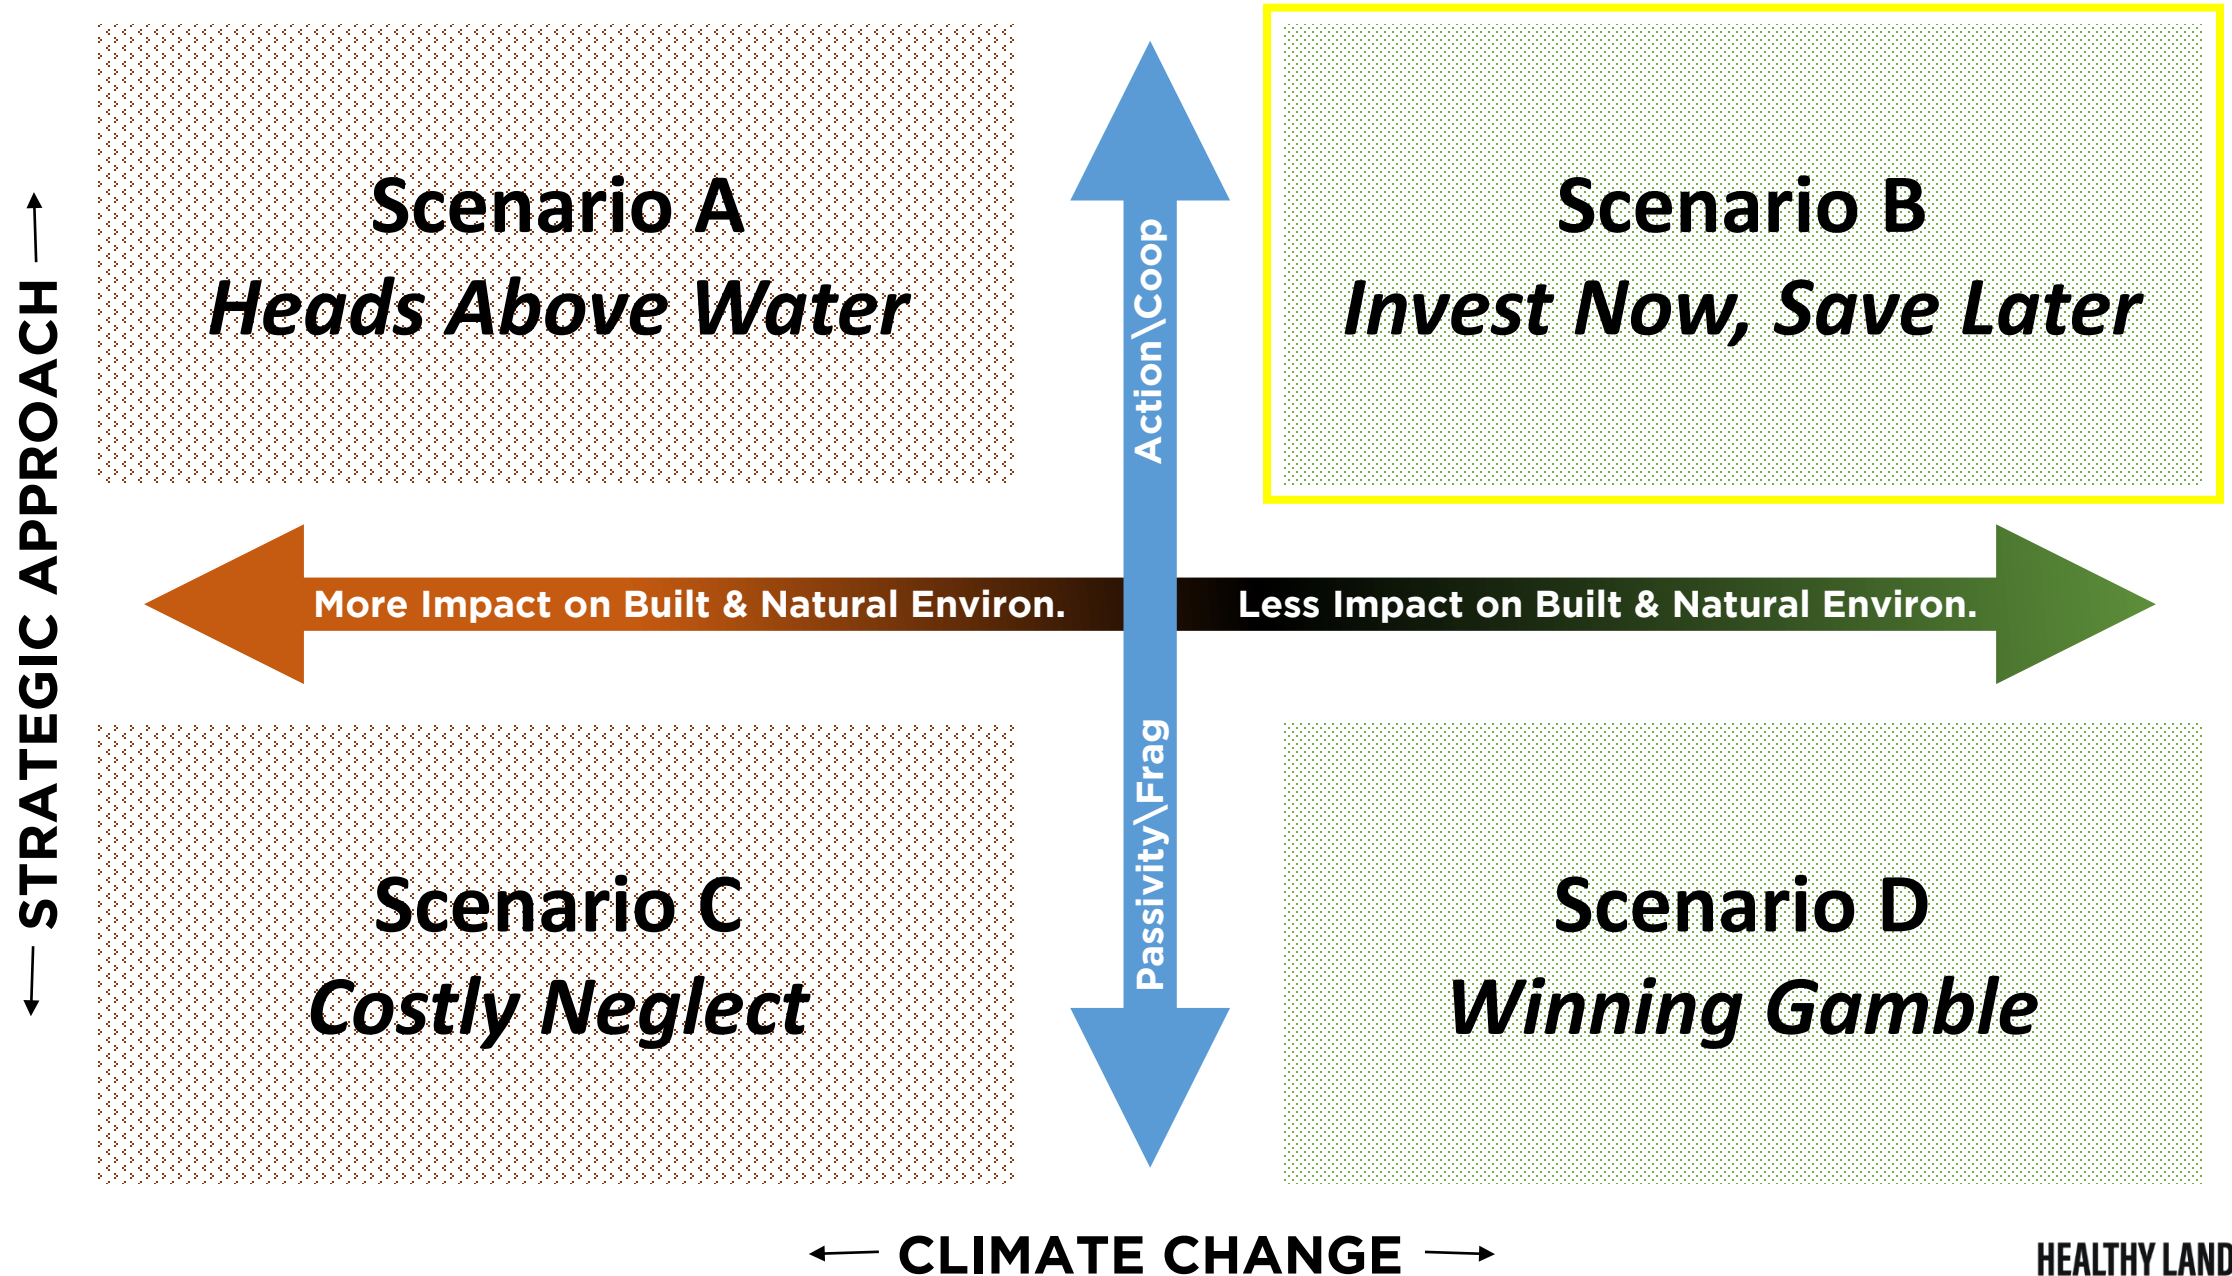 Scenario A
Heads Above Water
Scenario B
Invest Now, Save Later
STRATEGIC APPROACH
Action\Coop
More Impact on Built & Natural Environ.
Less Impact on Built & Natural Environ.
Passivity\Frag
Scenario C
Costly Neglect
Scenario D
Winning Gamble
CLIMATE CHANGE
HEALTHY LAND